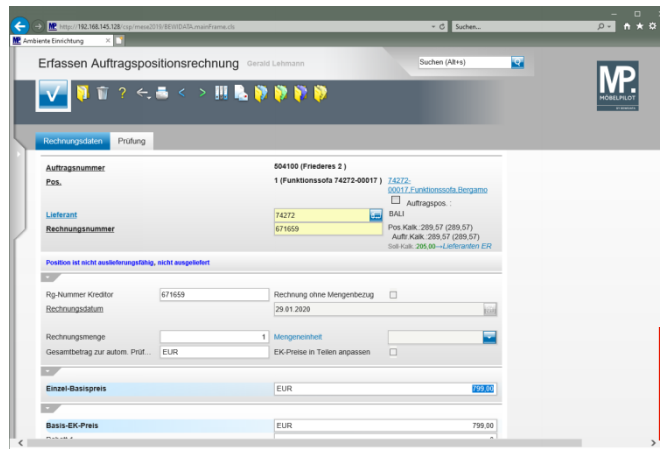 http://192.168.145.128/csp/mese2019/BEWIDATA.mainFrame.cls
Suchen...
Ambiente Einrichtung
Erfassen Auftragspositionsrechnung Gerald Lehmann
Suchen (Alt+s)
MP.
MÖBELPILOT
Rechnungsdaten Prüfung
Auftragsnummer 504100 (Friederes 2 )
Pos. 1 (Funktionssofa 74272-00017 ) 74272-
00017,Funktionssofa,Bergamo
Auftragspos. :
Lieferant 74272 BALI
Rechnungsnummer 671659 Pos.Kalk.:289,57 (289,57)
Auftr.Kalk.:289,57 (289,57)
Soll-Kalk.:205,00→Lieferanten ER
Position ist nicht auslieferungsfähig, nicht ausgeliefert
Rg-Nummer Kreditor 671659 Rechnung ohne Mengenbezug
Rechnungsdatum 29.01.2020
Rechnungsmenge 1 Mengeneinheit
Gesamtbetrag zur autom. Prüf... EUR EK-Preise in Teilen anpassen
Einzel-Basispreis EUR 799,00
Basis-EK-Preis EUR 799,00